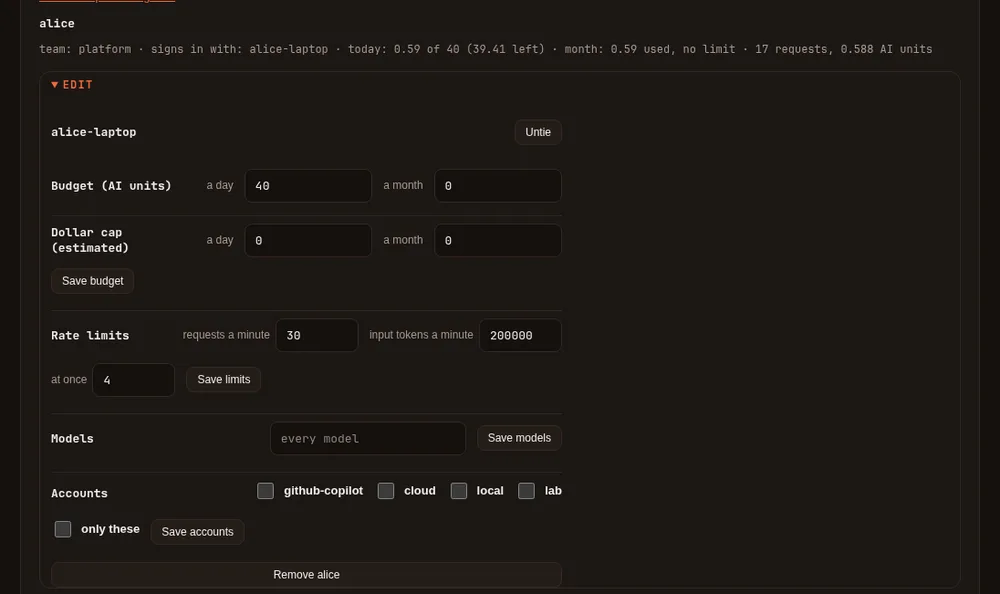 alice
team: platform · signs in with: alice-laptop · today: 0.59 of 40 (39.41 left) · month: 0.59 used, no limit · 17 requests, 0.588 AI units
▼ EDIT
alice-laptop Untie
Budget (AI units) a day 40 a month 0
Dollar cap (estimated) a day 0 a month 0
Save budget
Rate limits requests a minute 30 input tokens a minute 200000
at once 4 Save limits
Models every model Save models
Accounts github-copilot cloud local lab
only these Save accounts
Remove alice